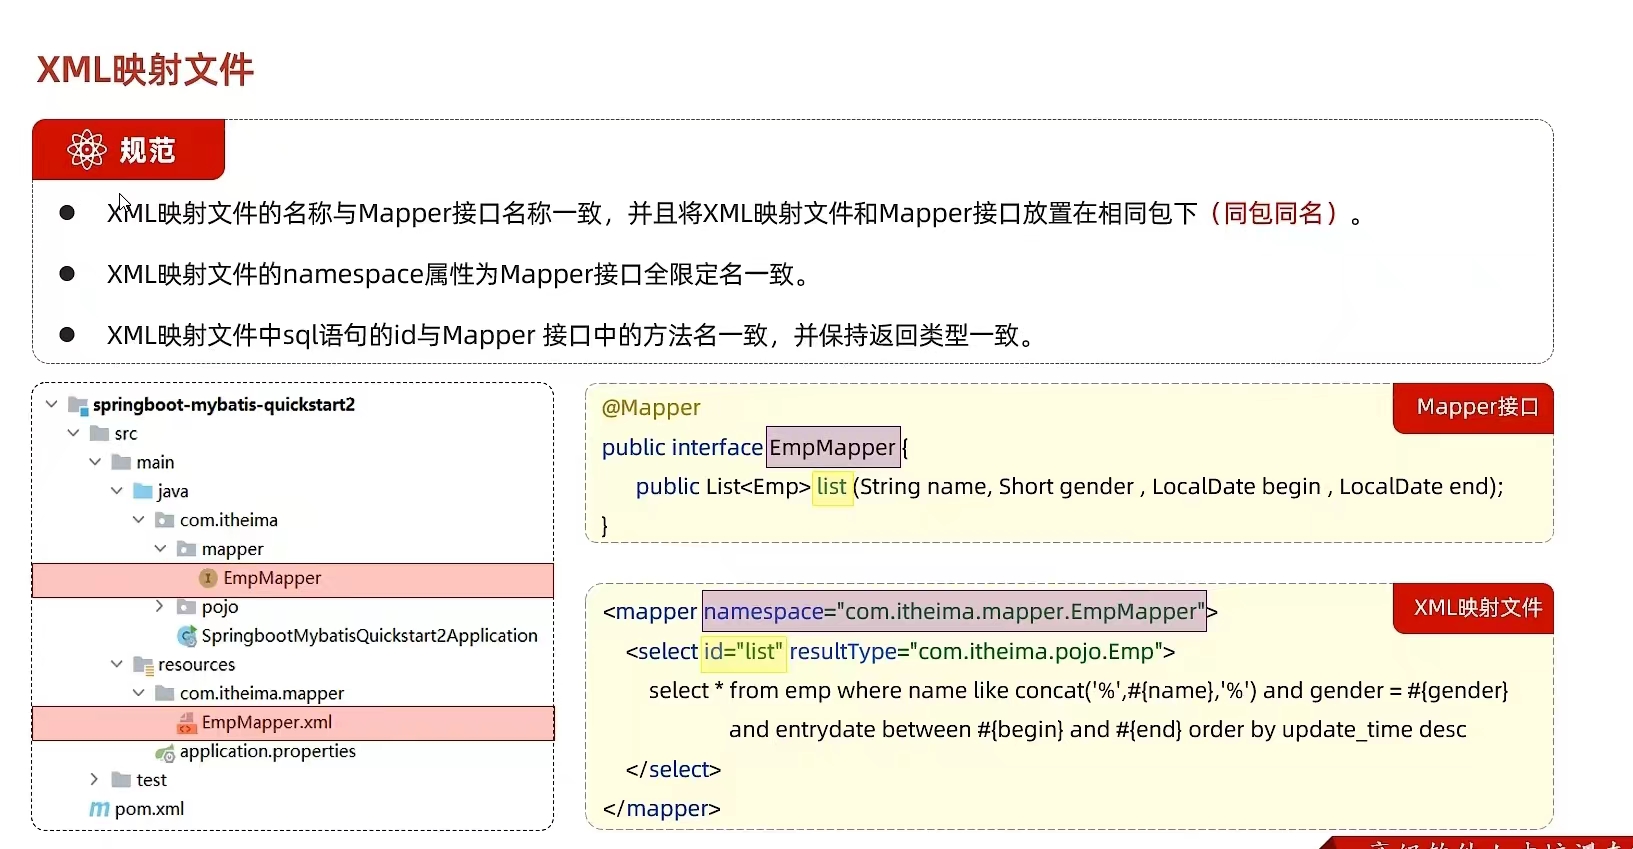 XML映射文件
规范
XML映射文件的名称与Mapper接口名称一致，并且将XML映射文件和Mapper接口放置在相同包下（同包同名）。
XML映射文件的namespace属性为Mapper接口全限定名一致。
XML映射文件中sql语句的id与Mapper 接口中的方法名一致，并保持返回类型一致。
springboot-mybatis-quickstart2
src
main
java
com.itheima
mapper
EmpMapper
pojo
SpringbootMybatisQuickstart2Application
resources
com.itheima.mapper
EmpMapper.xml
application.properties
test
pom.xml
Mapper接口
@Mapper
public interface EmpMapper{
public List<Emp> list (String name, Short gender , LocalDate begin , LocalDate end);
}
XML映射文件
<mapper namespace="com.itheima.mapper.EmpMapper">
<select id="list" resultType="com.itheima.pojo.Emp">
select * from emp where name like concat('%',#{name},'%') and gender = #{gender}
and entrydate between #{begin} and #{end} order by update_time desc
</select>
</mapper>